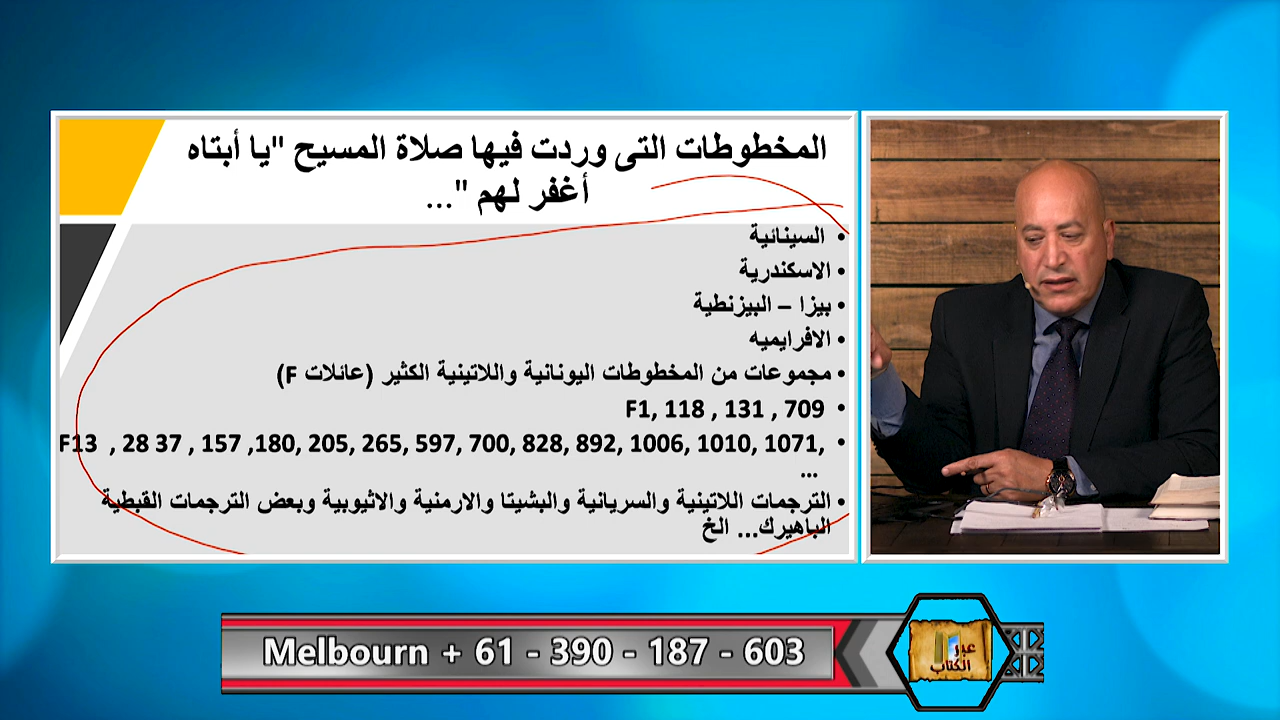 المخطوطات التى وردت فيها صلاة المسيح "يا أبتاه
أغفر لهم "...
• السينائية
• الاسكندرية
• بيزا – البيزنطية
• الافرايميه
• مجموعات من المخطوطات اليونانية واللاتينية الكثير (عائلات F)
• F1, 118 , 131 , 709
• F13 , 28 37 , 157 ,180, 205, 265, 597, 700, 828, 892, 1006, 1010, 1071,
...
• الترجمات اللاتينية والسريانية والبشيتا والارمنية والاثيوبية وبعض الترجمات القبطية
الباهيرك... الخ
Melbourn + 61 - 390 - 187 - 603
عبر
الكتاب